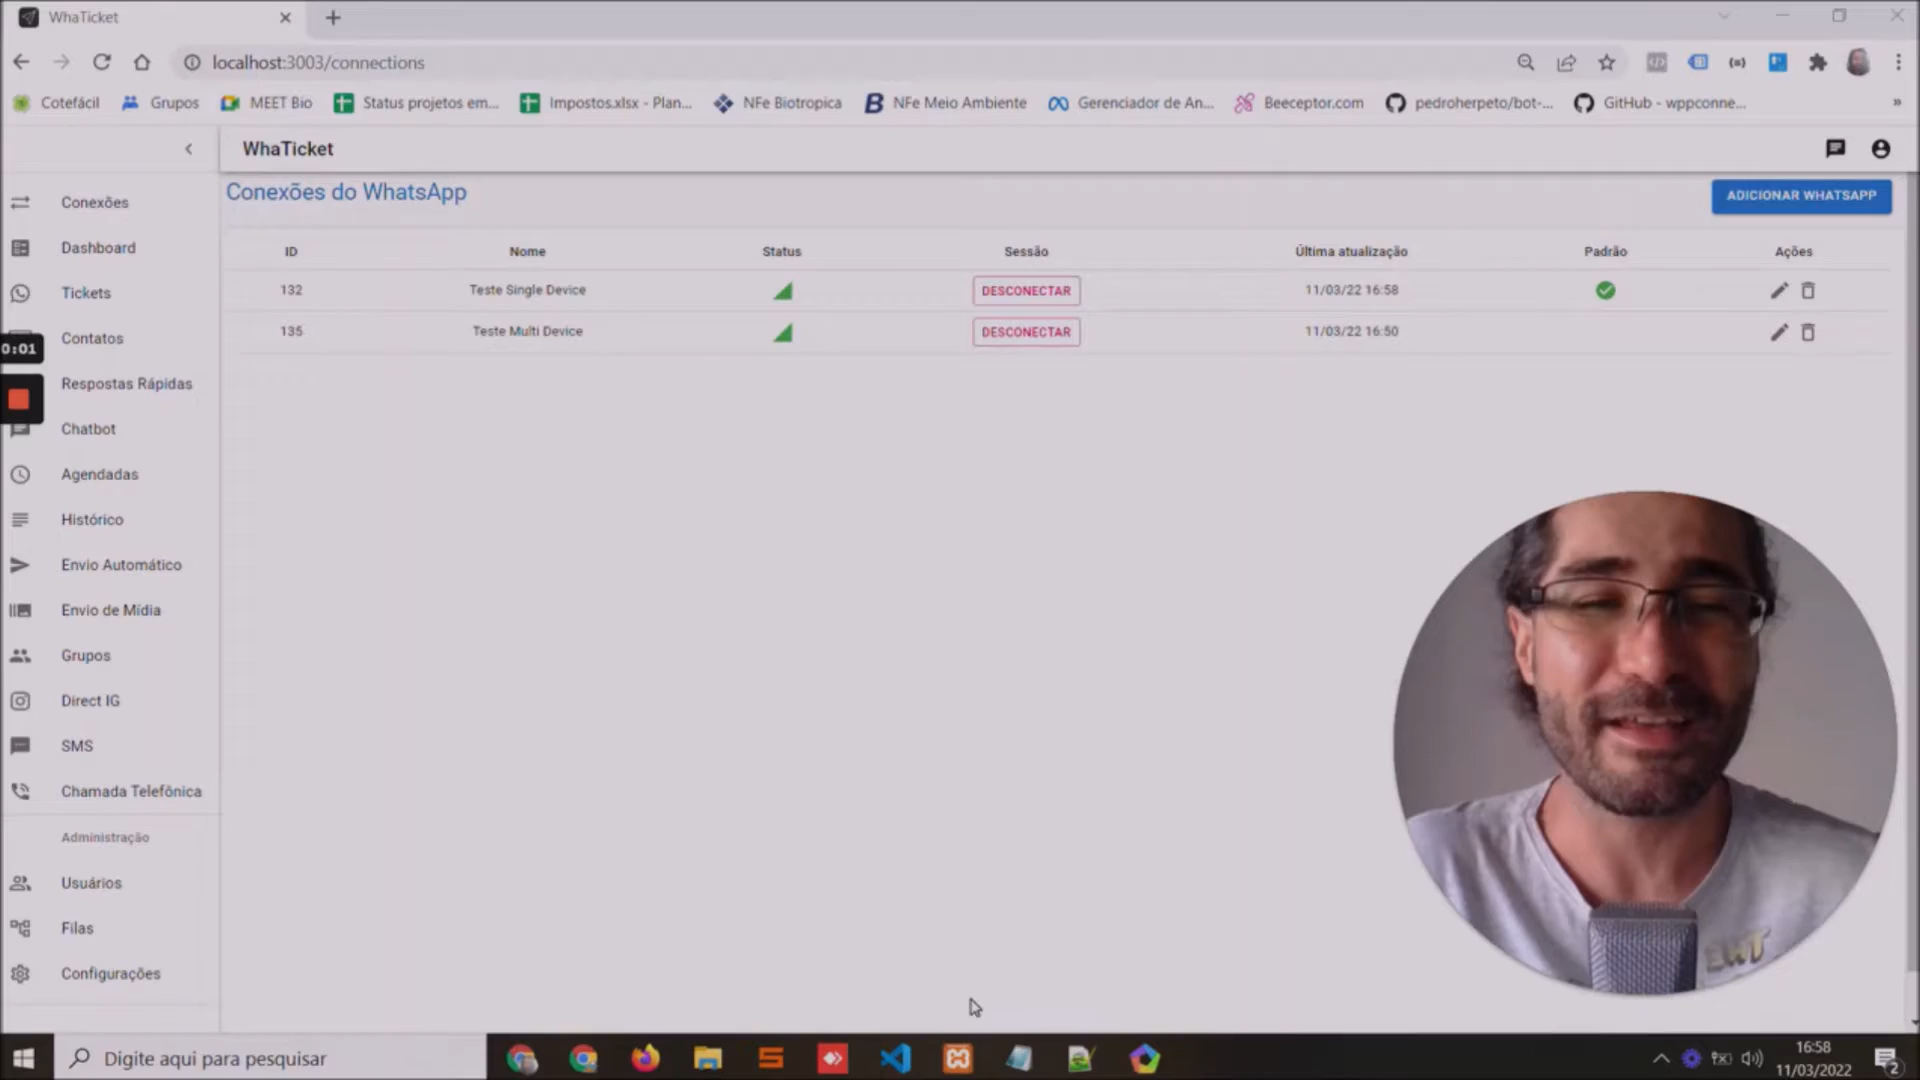 WhaTicket
localhost:3003/connections
Cotefácil
Grupos
MEET Bio
Status projetos em...
Impostos.xlsx - Plan...
NFe Biotropica
NFe Meio Ambiente
Gerenciador de An...
Beeceptor.com
pedroherpeto/bot-...
GitHub - wppconne...
»
WhaTicket
Conexões do WhatsApp
ADICIONAR WHATSAPP
ID Nome Status Sessão Última atualização Padrão Ações
132 Teste Single Device DESCONECTAR 11/03/22 16:58
135 Teste Multi Device DESCONECTAR 11/03/22 16:50
Conexões
Dashboard
Tickets
Contatos
0:01
Respostas Rápidas
Chatbot
Agendadas
Histórico
Envio Automático
Envio de Mídia
Grupos
Direct IG
SMS
Chamada Telefônica
Administração
Usuários
Filas
Configurações
Digite aqui para pesquisar
16:58
11/03/2022
2